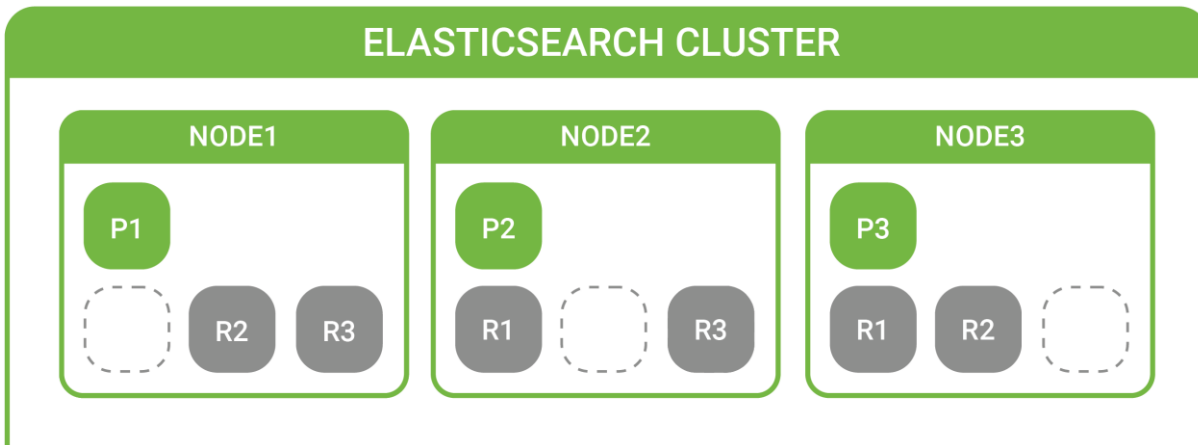 ELASTICSEARCH CLUSTER
NODE1
P1
R2 R3
NODE2
P2
R1 R3
NODE3
P3
R1 R2